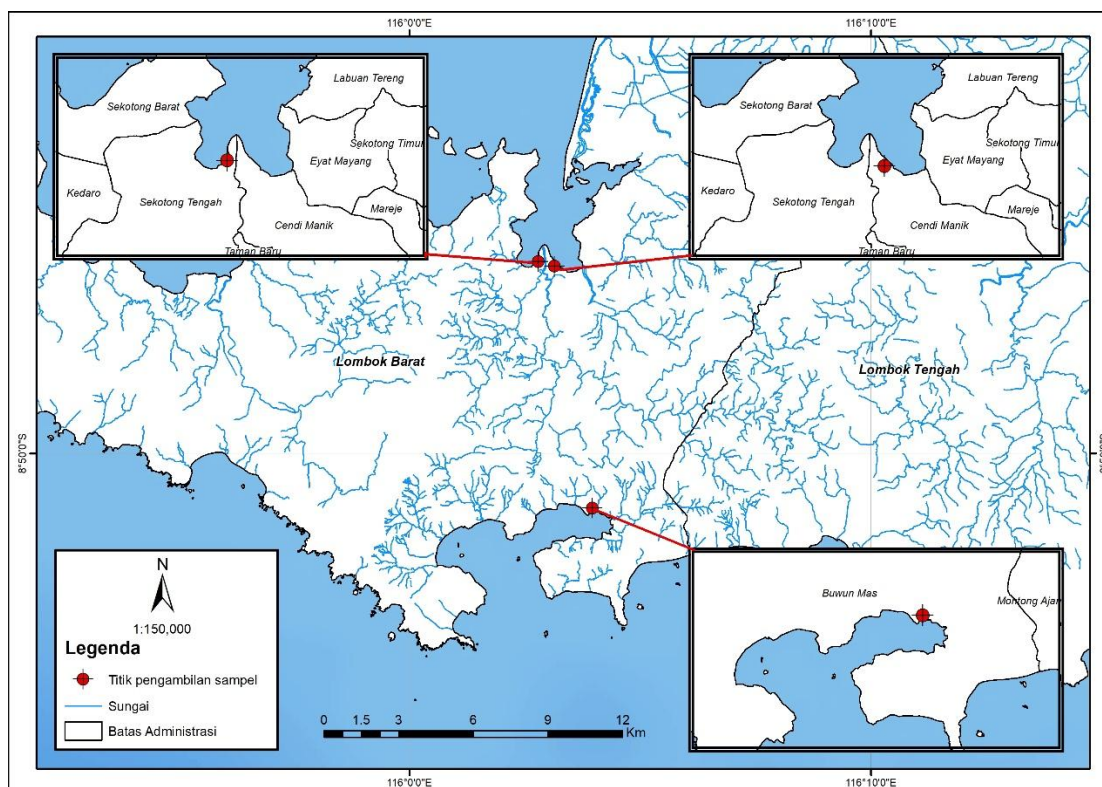 116°0'0"E
116°10'0"E
Labuan Tereng
Sekotong Barat
Sekotong Timur
Eyat Mayang
Kedaro
Sekotong Tengah
Mareje
Cendi Manik
Taman Baru
Labuan Tereng
Sekotong Barat
Sekotong Timur
Eyat Mayang
Kedaro
Sekotong Tengah
Mareje
Cendi Manik
Taman Baru
Lombok Barat
Lombok Tengah
8°50'0"S
8°50'0"S
N
1:150,000
Legenda
Titik pengambilan sampel
Sungai
Batas Administrasi
0 1.5 3 6 9 12
Km
Buwun Mas
Montong Ajan
116°0'0"E
116°10'0"E